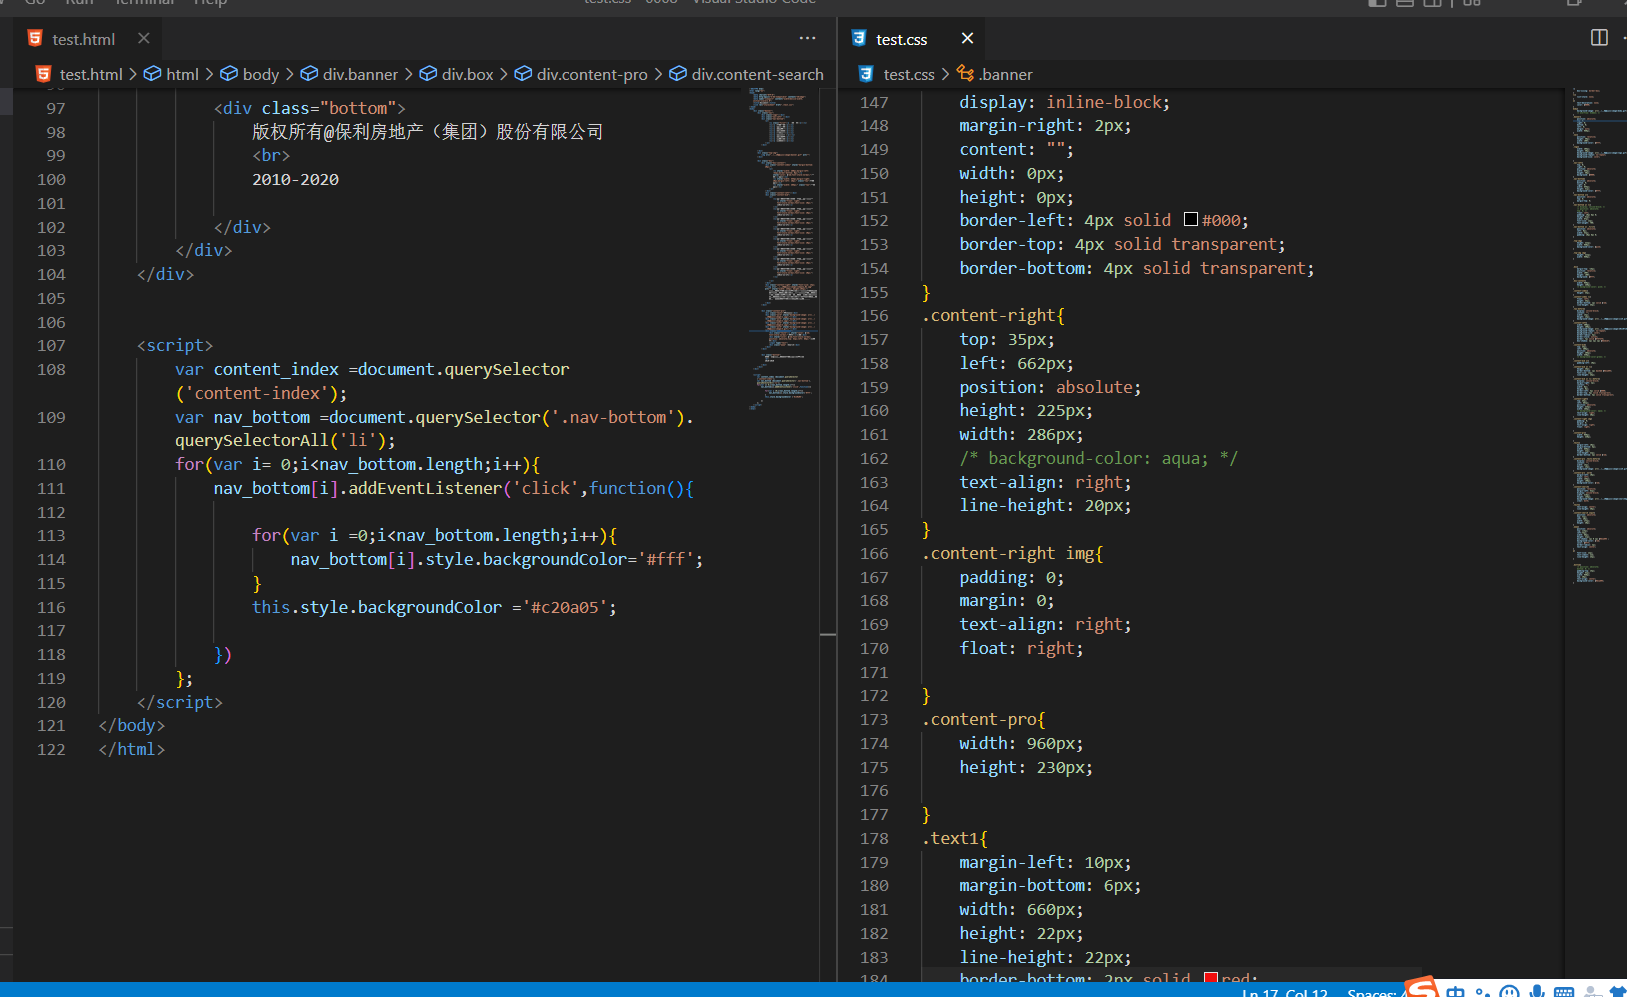 Go Run Terminal Help
test.css - 0008 - Visual Studio Code
test.html
test.html > html > body > div.banner > div.box > div.content-pro > div.content-search
97 <div class="bottom">
98 版权所有@保利房地产（集团）股份有限公司
99 <br>
100 2010-2020
101
102 </div>
103 </div>
104 </div>
105
106
107 <script>
108 var content_index =document.querySelector
('content-index');
109 var nav_bottom =document.querySelector('.nav-bottom').
querySelectorAll('li');
110 for(var i= 0;i<nav_bottom.length;i++){
111 nav_bottom[i].addEventListener('click',function(){
112
113 for(var i =0;i<nav_bottom.length;i++){
114 nav_bottom[i].style.backgroundColor='#fff';
115 }
116 this.style.backgroundColor ='#c20a05';
117
118 })
119 };
120 </script>
121 </body>
122 </html>
test.css
test.css > .banner
147 display: inline-block;
148 margin-right: 2px;
149 content: "";
150 width: 0px;
151 height: 0px;
152 border-left: 4px solid #000;
153 border-top: 4px solid transparent;
154 border-bottom: 4px solid transparent;
155 }
156 .content-right{
157 top: 35px;
158 left: 662px;
159 position: absolute;
160 height: 225px;
161 width: 286px;
162 /* background-color: aqua; */
163 text-align: right;
164 line-height: 20px;
165 }
166 .content-right img{
167 padding: 0;
168 margin: 0;
169 text-align: right;
170 float: right;
171
172 }
173 .content-pro{
174 width: 960px;
175 height: 230px;
176
177 }
178 .text1{
179 margin-left: 10px;
180 margin-bottom: 6px;
181 width: 660px;
182 height: 22px;
183 line-height: 22px;
184 border-bottom: 2px solid red;
Ln 17, Col 12 Spaces:
中